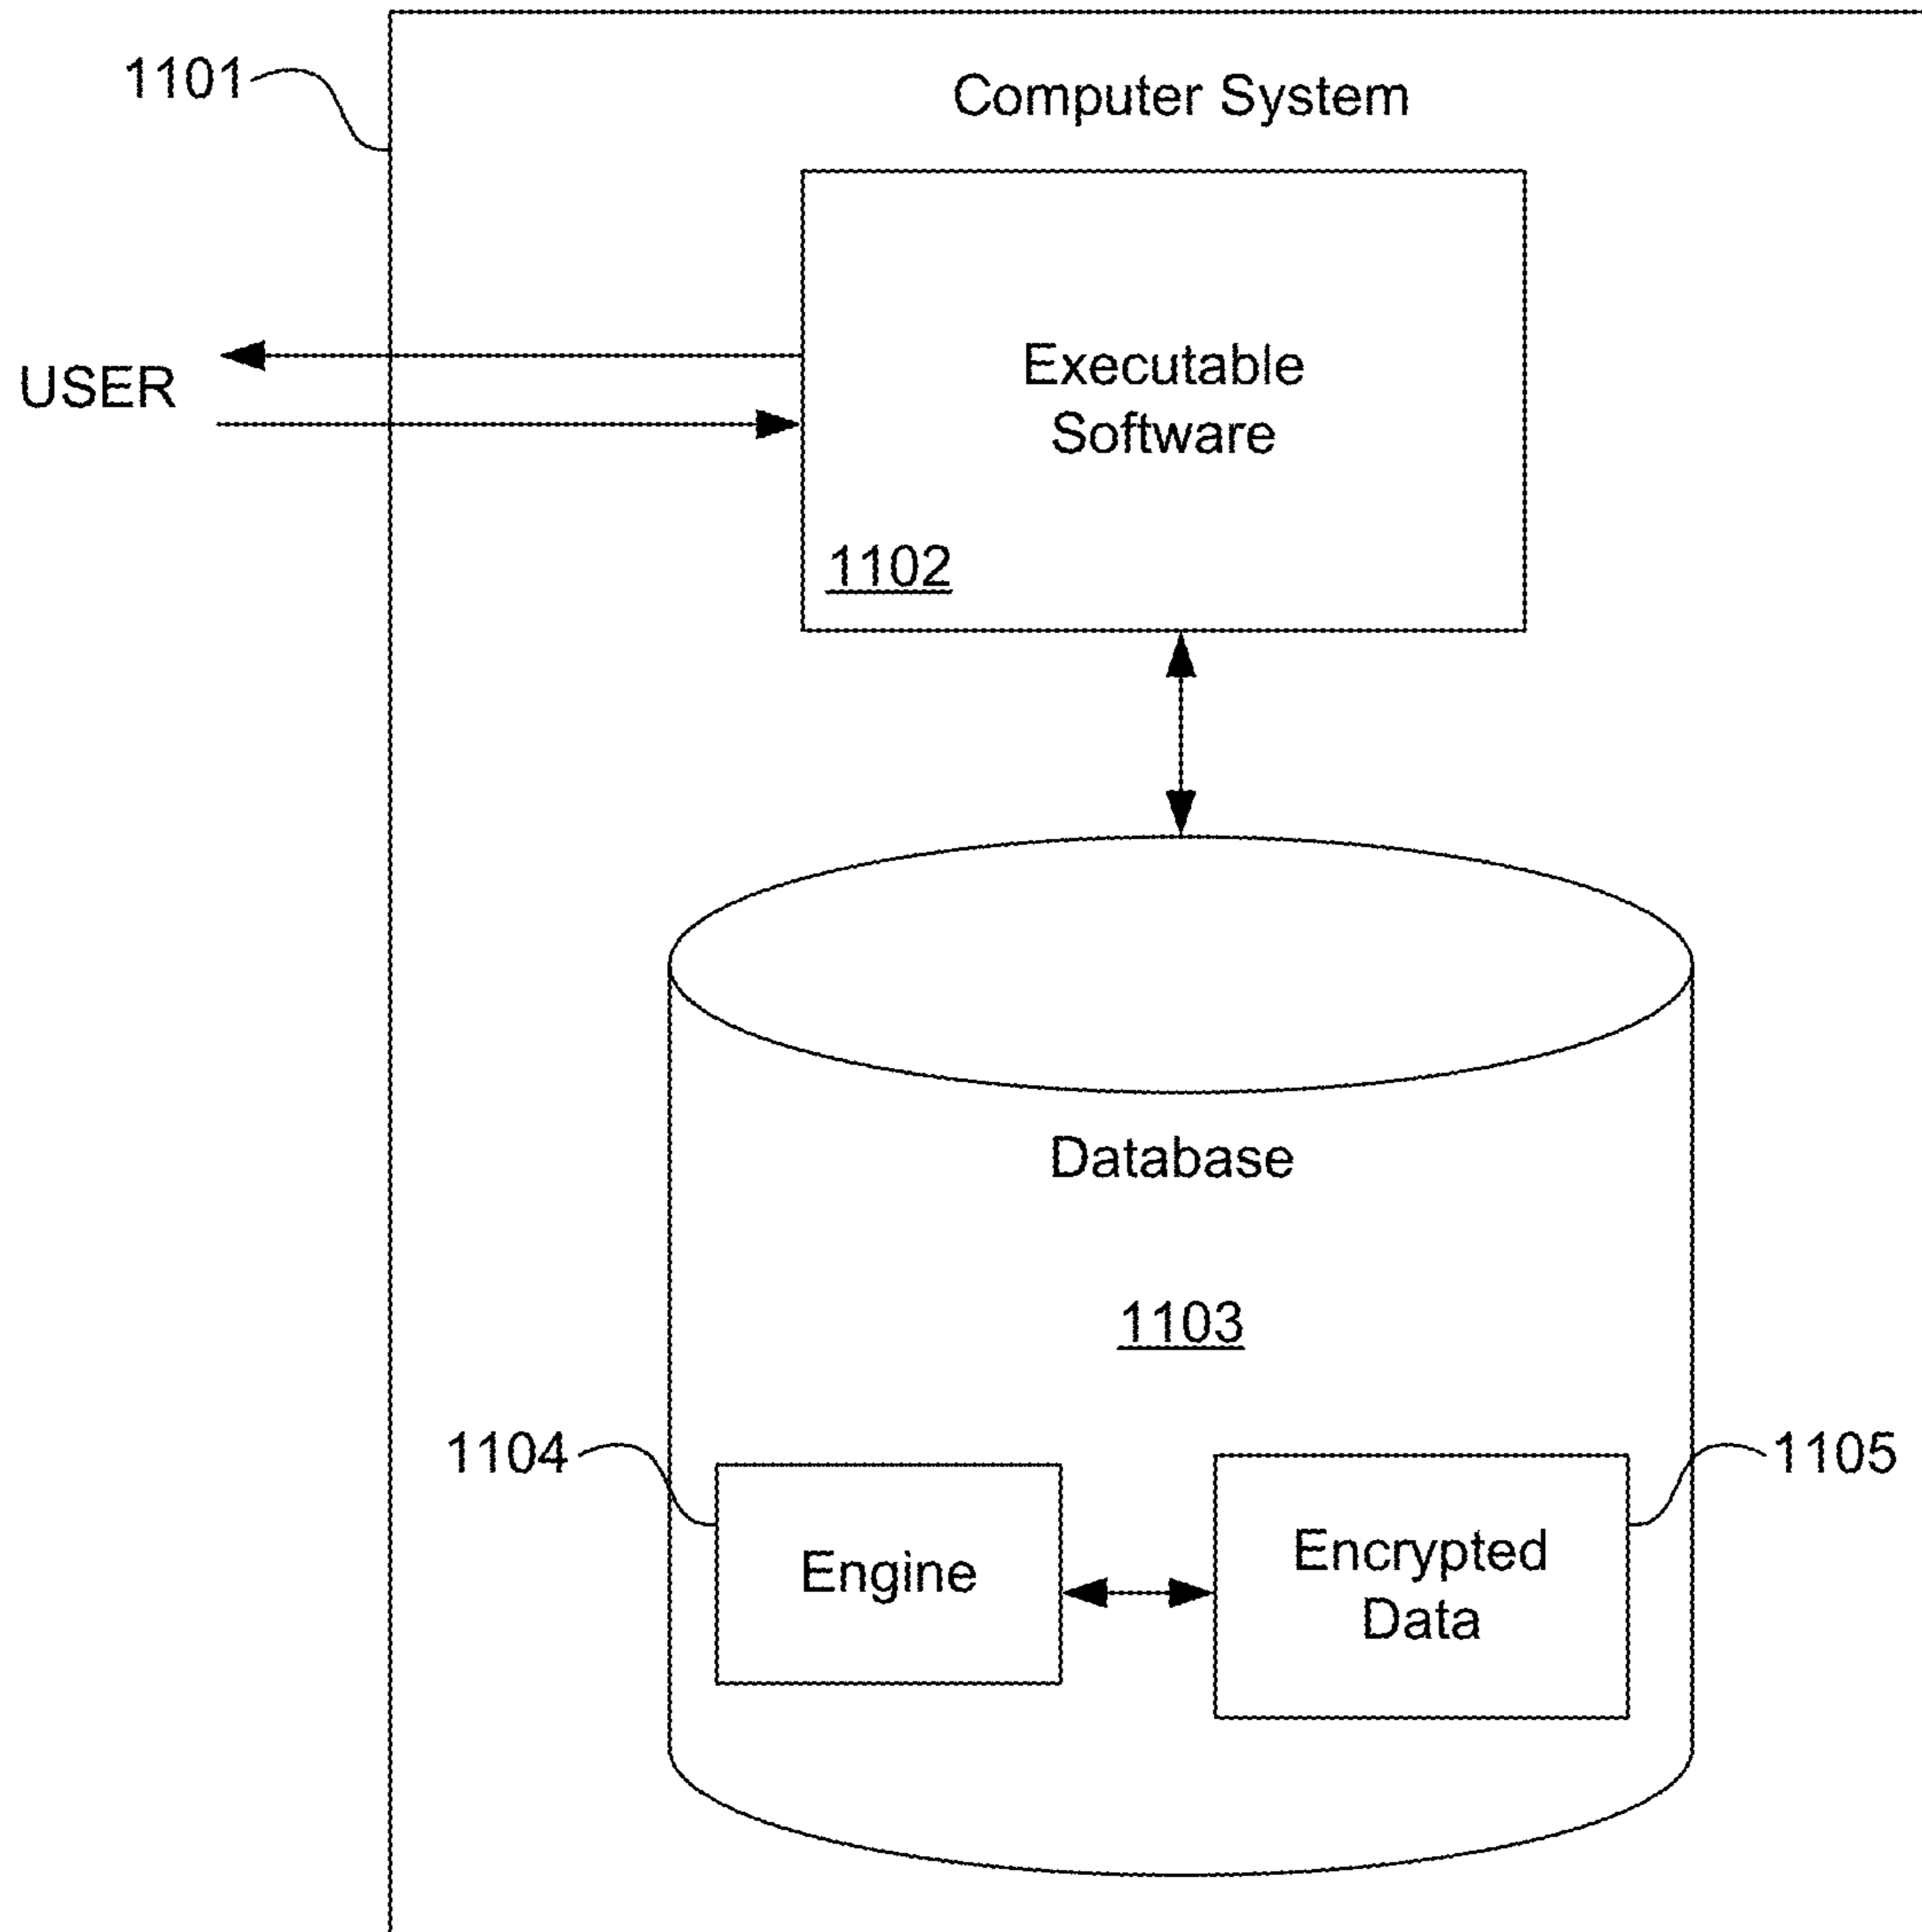 1101
Computer System
USER
Executable
Software
1102
Database
1103
1104
1105
Engine
Encrypted
Data